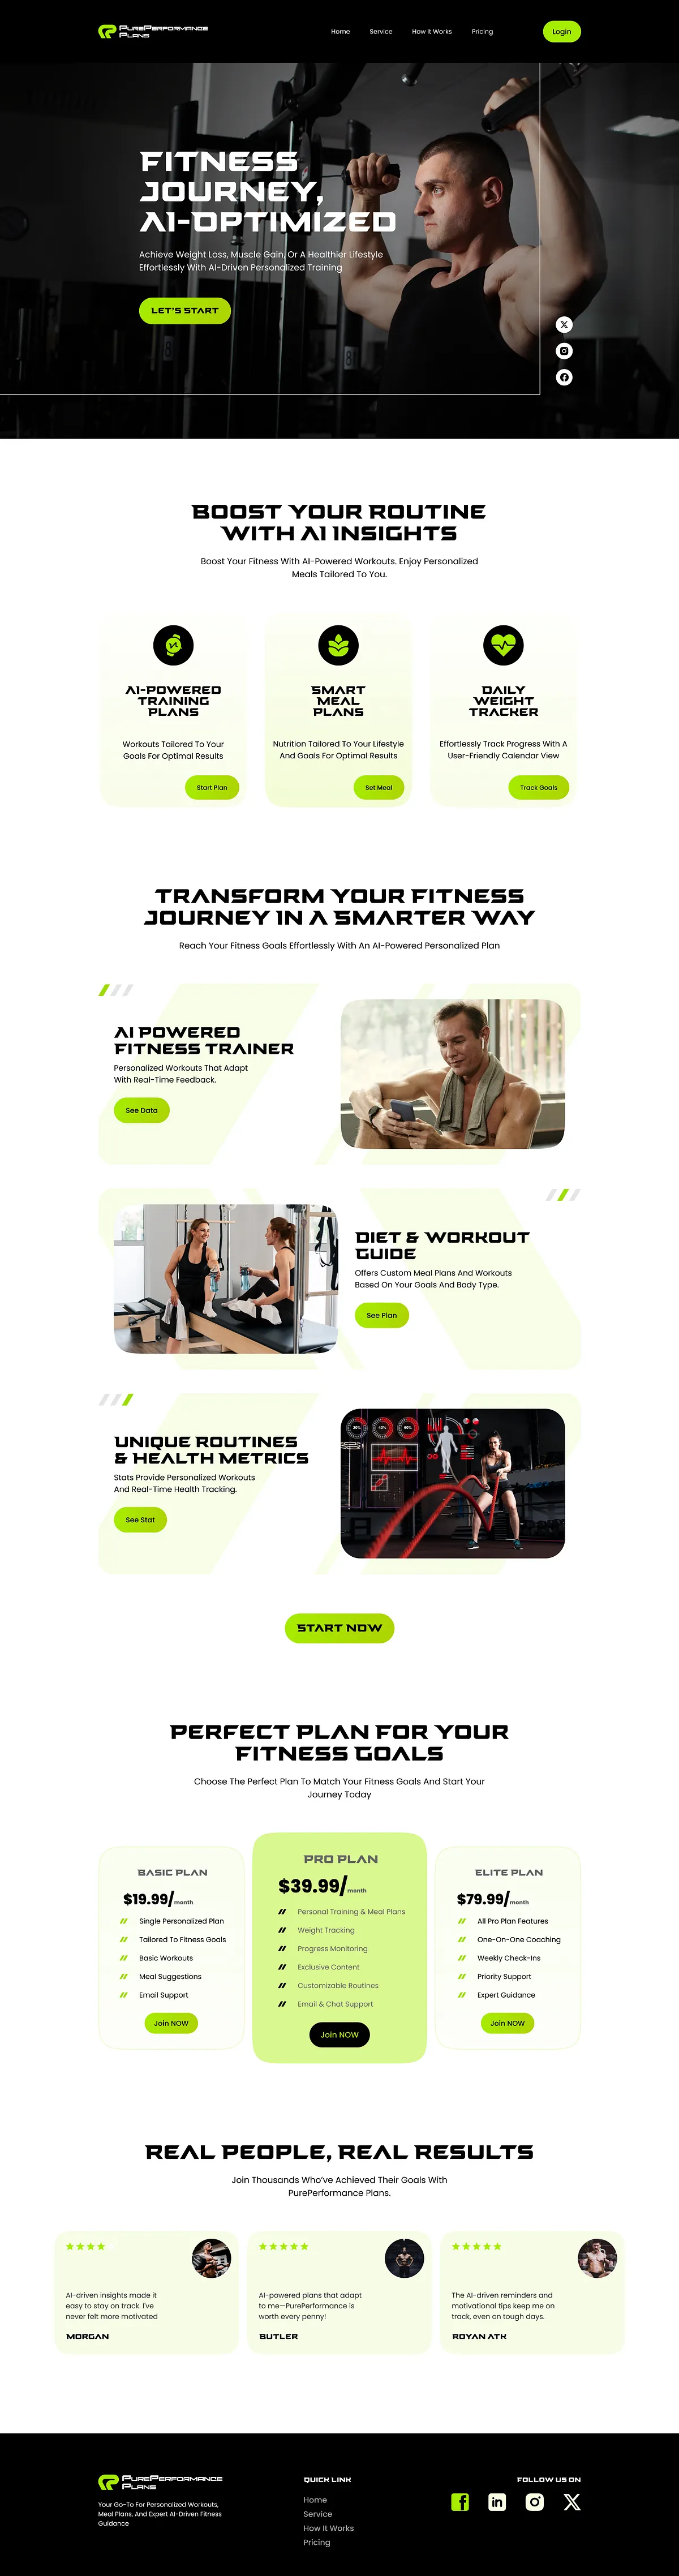 PurePerformance
Plans
Home
Service
How It Works
Pricing
Login
Fitness
Journey,
AI-Optimized
Achieve Weight Loss, Muscle Gain, Or A Healthier Lifestyle
Effortlessly With AI-Driven Personalized Training
Let's Start
Boost Your Routine
With AI Insights
Boost Your Fitness With AI-Powered Workouts. Enjoy Personalized
Meals Tailored To You.
AI-Powered
Training
Plans
Workouts Tailored To Your
Goals For Optimal Results
Start Plan
Smart
Meal
Plans
Nutrition Tailored To Your Lifestyle
And Goals For Optimal Results
Set Meal
Daily
Weight
Tracker
Effortlessly Track Progress With A
User-Friendly Calendar View
Track Goals
Transform Your Fitness
Journey In A Smarter Way
Reach Your Fitness Goals Effortlessly With An AI-Powered Personalized Plan
AI Powered
Fitness Trainer
Personalized Workouts That Adapt
With Real-Time Feedback.
See Data
Diet & Workout
Guide
Offers Custom Meal Plans And Workouts
Based On Your Goals And Body Type.
See Plan
Unique Routines
& Health Metrics
Stats Provide Personalized Workouts
And Real-Time Health Tracking.
See Stat
Start Now
Perfect Plan For Your
Fitness Goals
Choose The Perfect Plan To Match Your Fitness Goals And Start Your
Journey Today
Basic Plan
$19.99/month
Single Personalized Plan
Tailored To Fitness Goals
Basic Workouts
Meal Suggestions
Email Support
Join NOW
Pro Plan
$39.99/month
Personal Training & Meal Plans
Weight Tracking
Progress Monitoring
Exclusive Content
Customizable Routines
Email & Chat Support
Join NOW
Elite Plan
$79.99/month
All Pro Plan Features
One-On-One Coaching
Weekly Check-Ins
Priority Support
Expert Guidance
Join NOW
Real People, Real Results
Join Thousands Who've Achieved Their Goals With
PurePerformance Plans.
AI-driven insights made it
easy to stay on track. I've
never felt more motivated
Morgan
AI-powered plans that adapt
to me—PurePerformance is
worth every penny!
Butler
The AI-driven reminders and
motivational tips keep me on
track, even on tough days.
Royan Atk
PurePerformance
Plans
Your Go-To For Personalized Workouts,
Meal Plans, And Expert AI-Driven Fitness
Guidance
Quick Link
Home
Service
How It Works
Pricing
Follow Us On